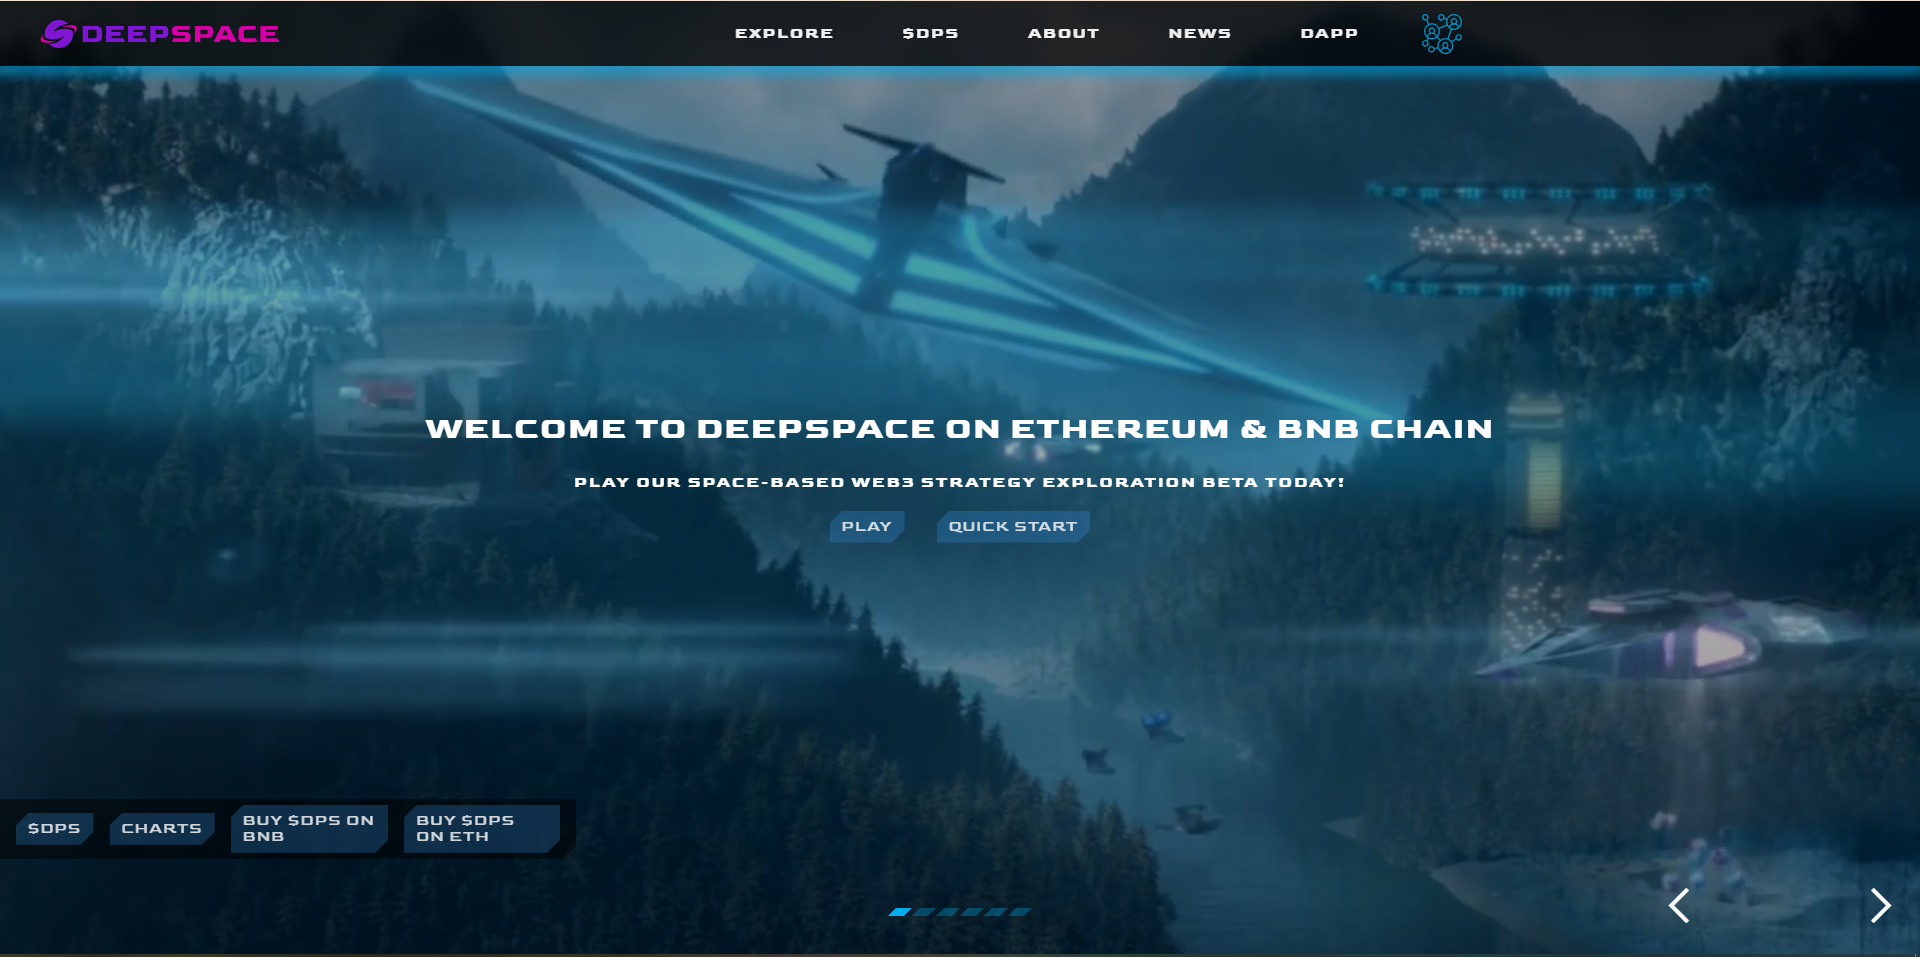 DEEPSPACE
EXPLORE
$DPS
ABOUT
NEWS
DAPP
WELCOME TO DEEPSPACE ON ETHEREUM & BNB CHAIN
PLAY OUR SPACE-BASED WEB3 STRATEGY EXPLORATION BETA TODAY!
PLAY
QUICK START
$DPS
CHARTS
BUY $DPS ON
BNB
BUY $DPS
ON ETH